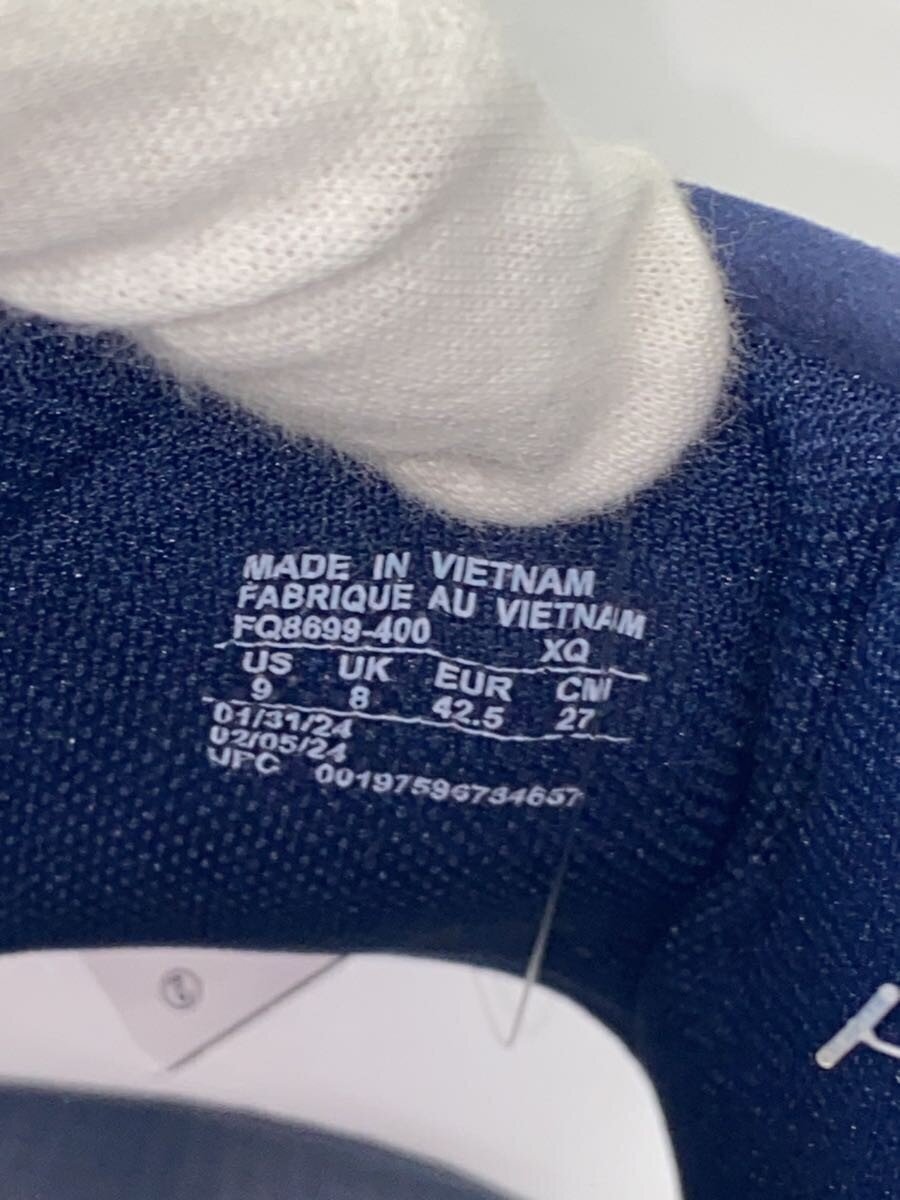 MADE IN VIETNAM
FABRIQUE AU VIETNAM
FQ8699-400 XQ
US UK EUR CM
9 8 42.5 27
01/31/24
02/05/24
UPC